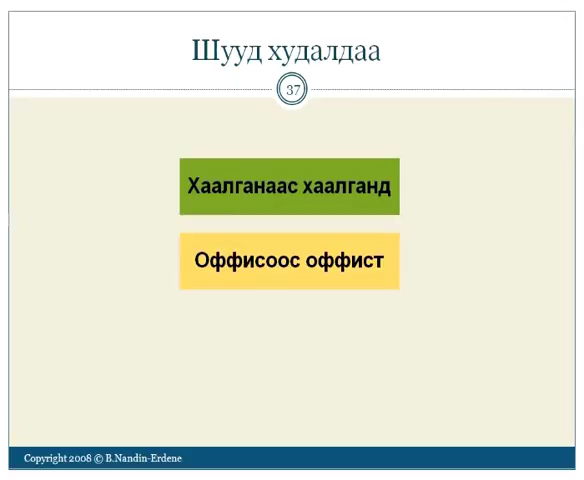 Шууд худалдаа
37
Хаалганаас хаалганд
Оффисоос оффист
Copyright 2008 © B.Nandin-Erdene